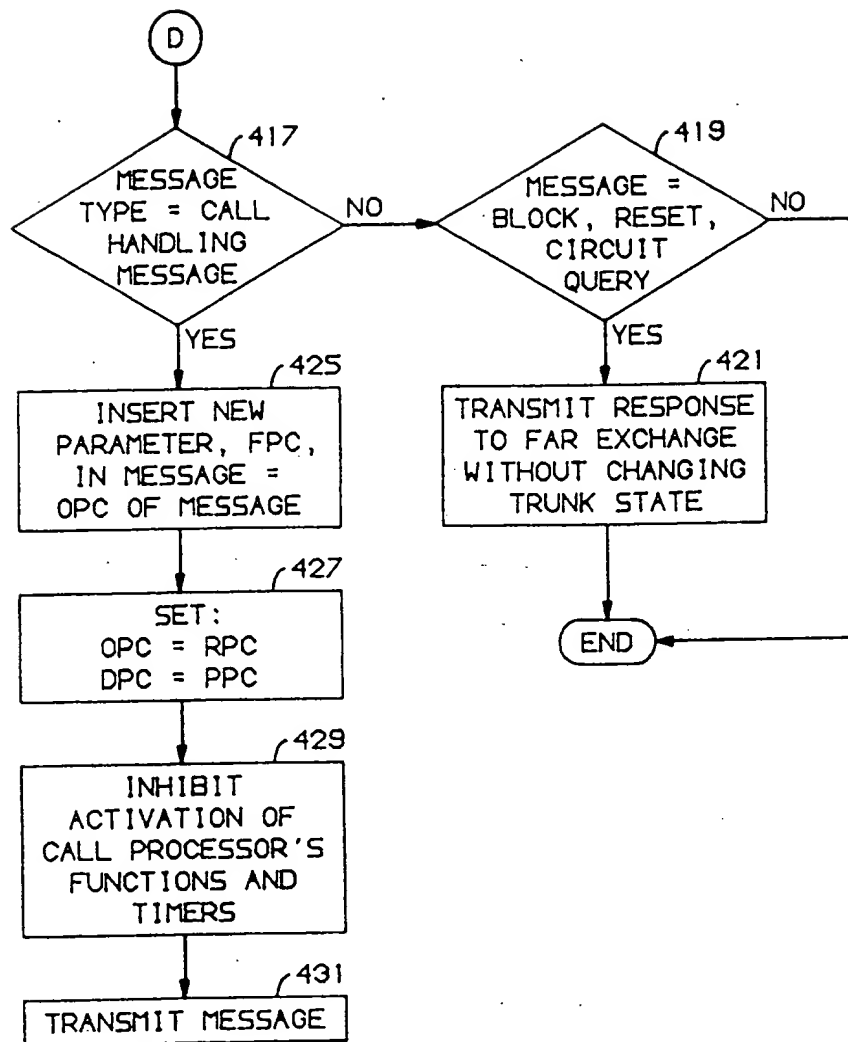 D
417
MESSAGE
TYPE = CALL
HANDLING
MESSAGE
NO
YES
419
MESSAGE =
BLOCK, RESET,
CIRCUIT
QUERY
NO
YES
425
INSERT NEW
PARAMETER, FPC,
IN MESSAGE =
OPC OF MESSAGE
421
TRANSMIT RESPONSE
TO FAR EXCHANGE
WITHOUT CHANGING
TRUNK STATE
427
SET:
OPC = RPC
DPC = PPC
END
429
INHIBIT
ACTIVATION OF
CALL PROCESSOR'S
FUNCTIONS AND
TIMERS
431
TRANSMIT MESSAGE